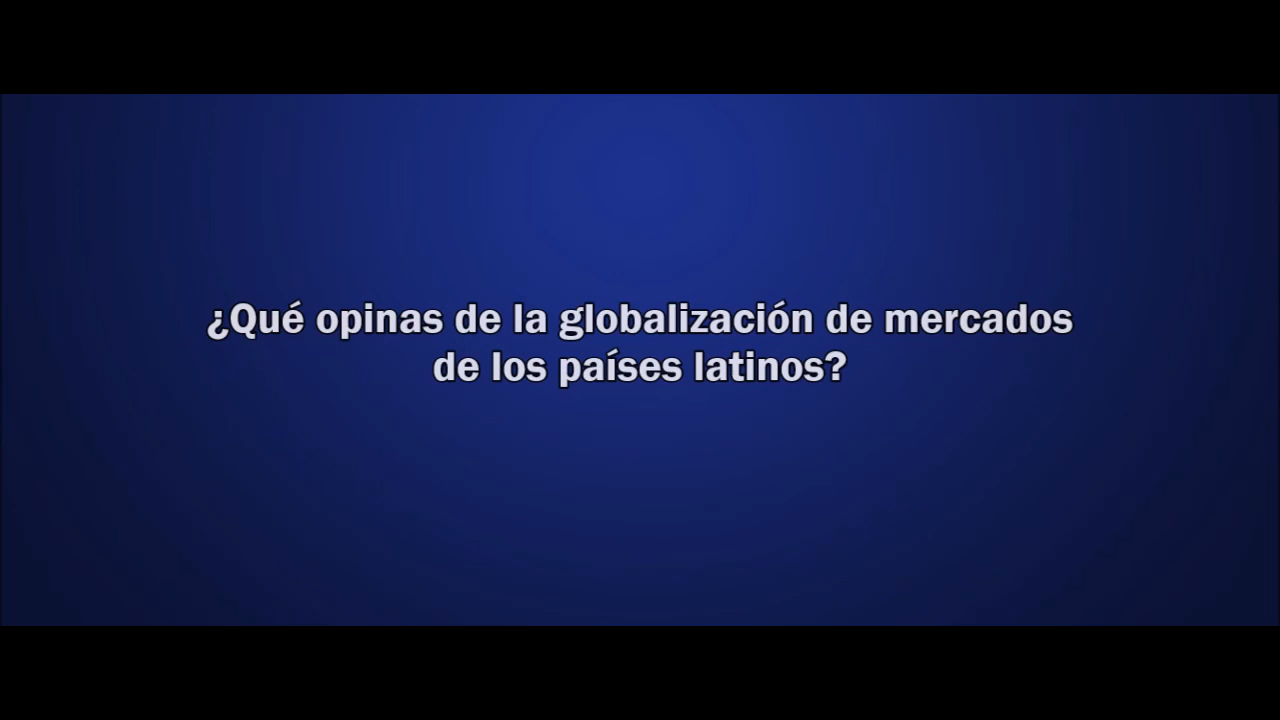 ¿Qué opinas de la globalización de mercados
de los países latinos?